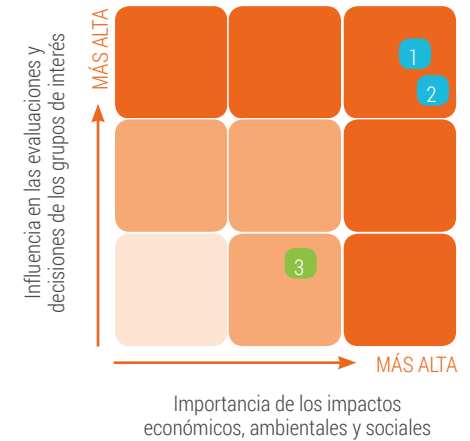 Influencia en las evaluaciones y
decisiones de los grupos de interés
MÁS ALTA
1
2
3
MÁS ALTA
Importancia de los impactos
económicos, ambientales y sociales